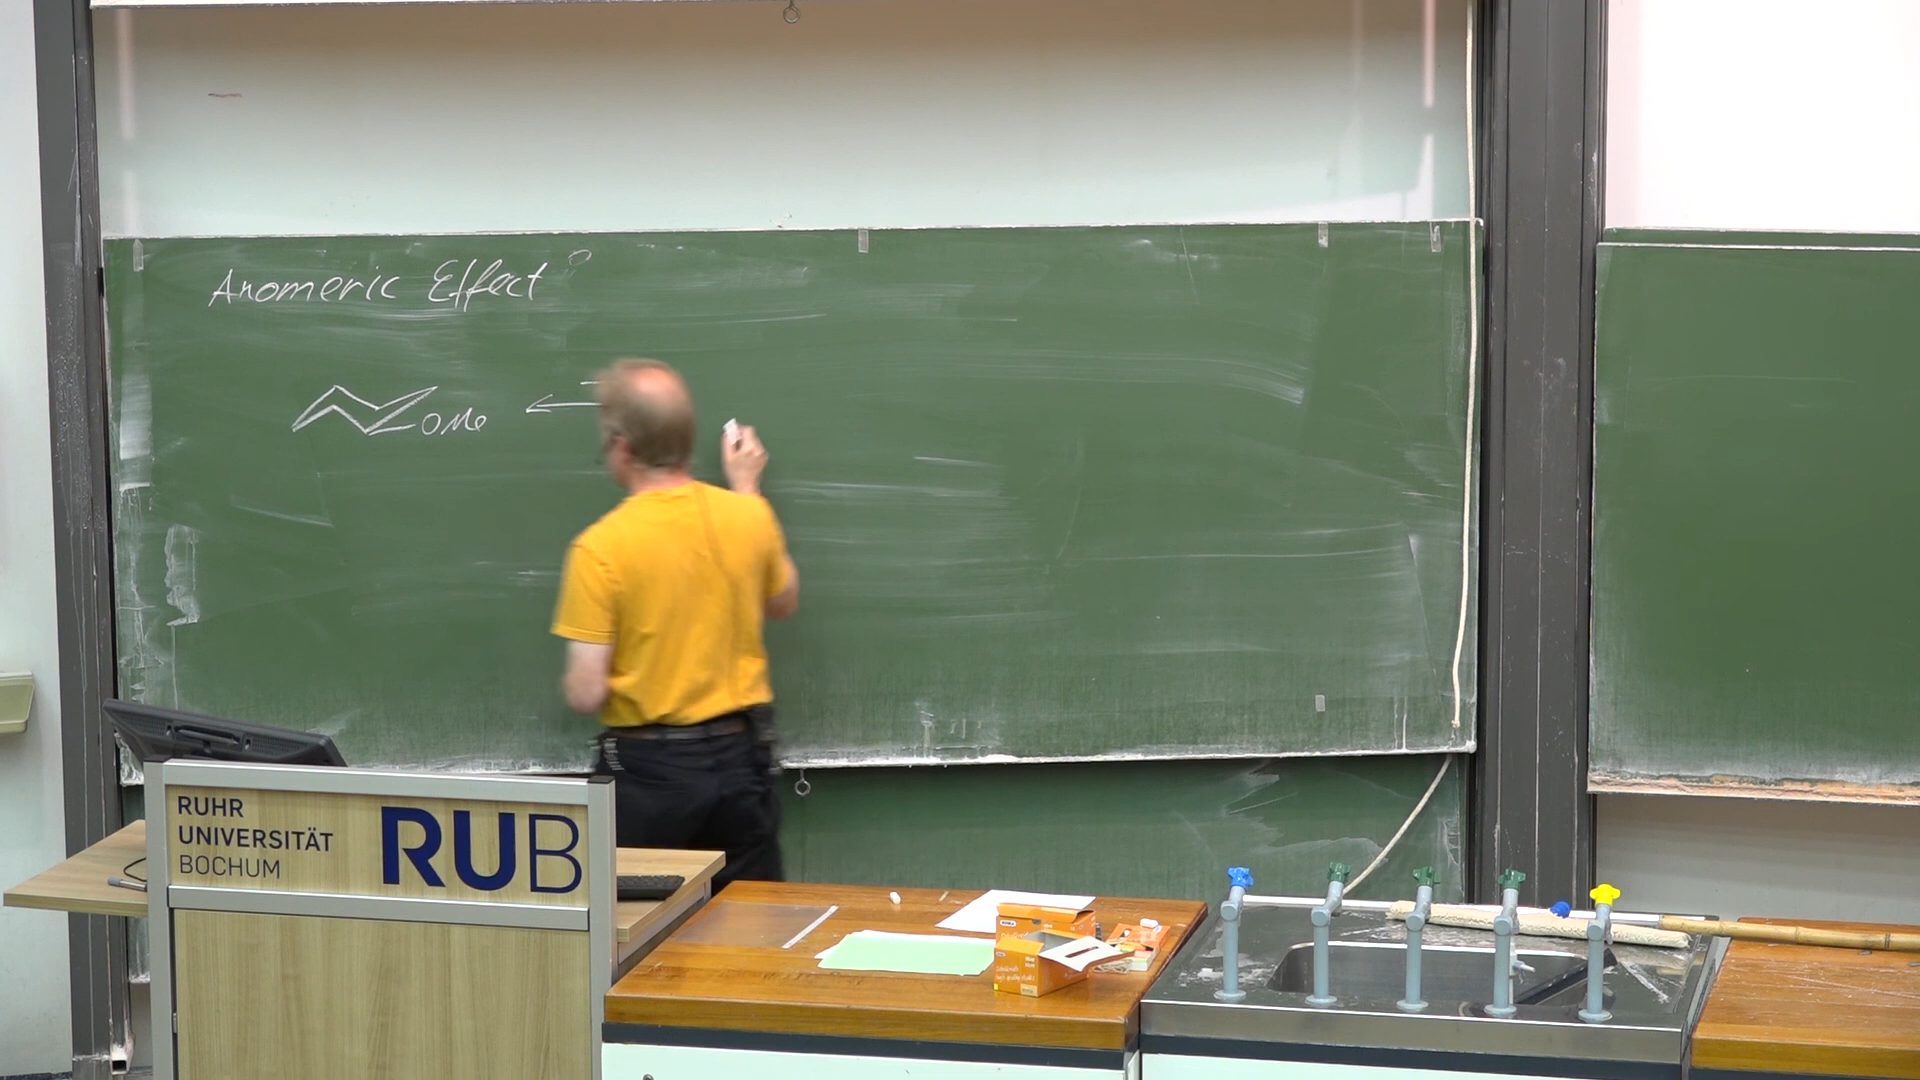 Anomeric Effect
OMe
RUHR
UNIVERSITÄT
BOCHUM
RUB